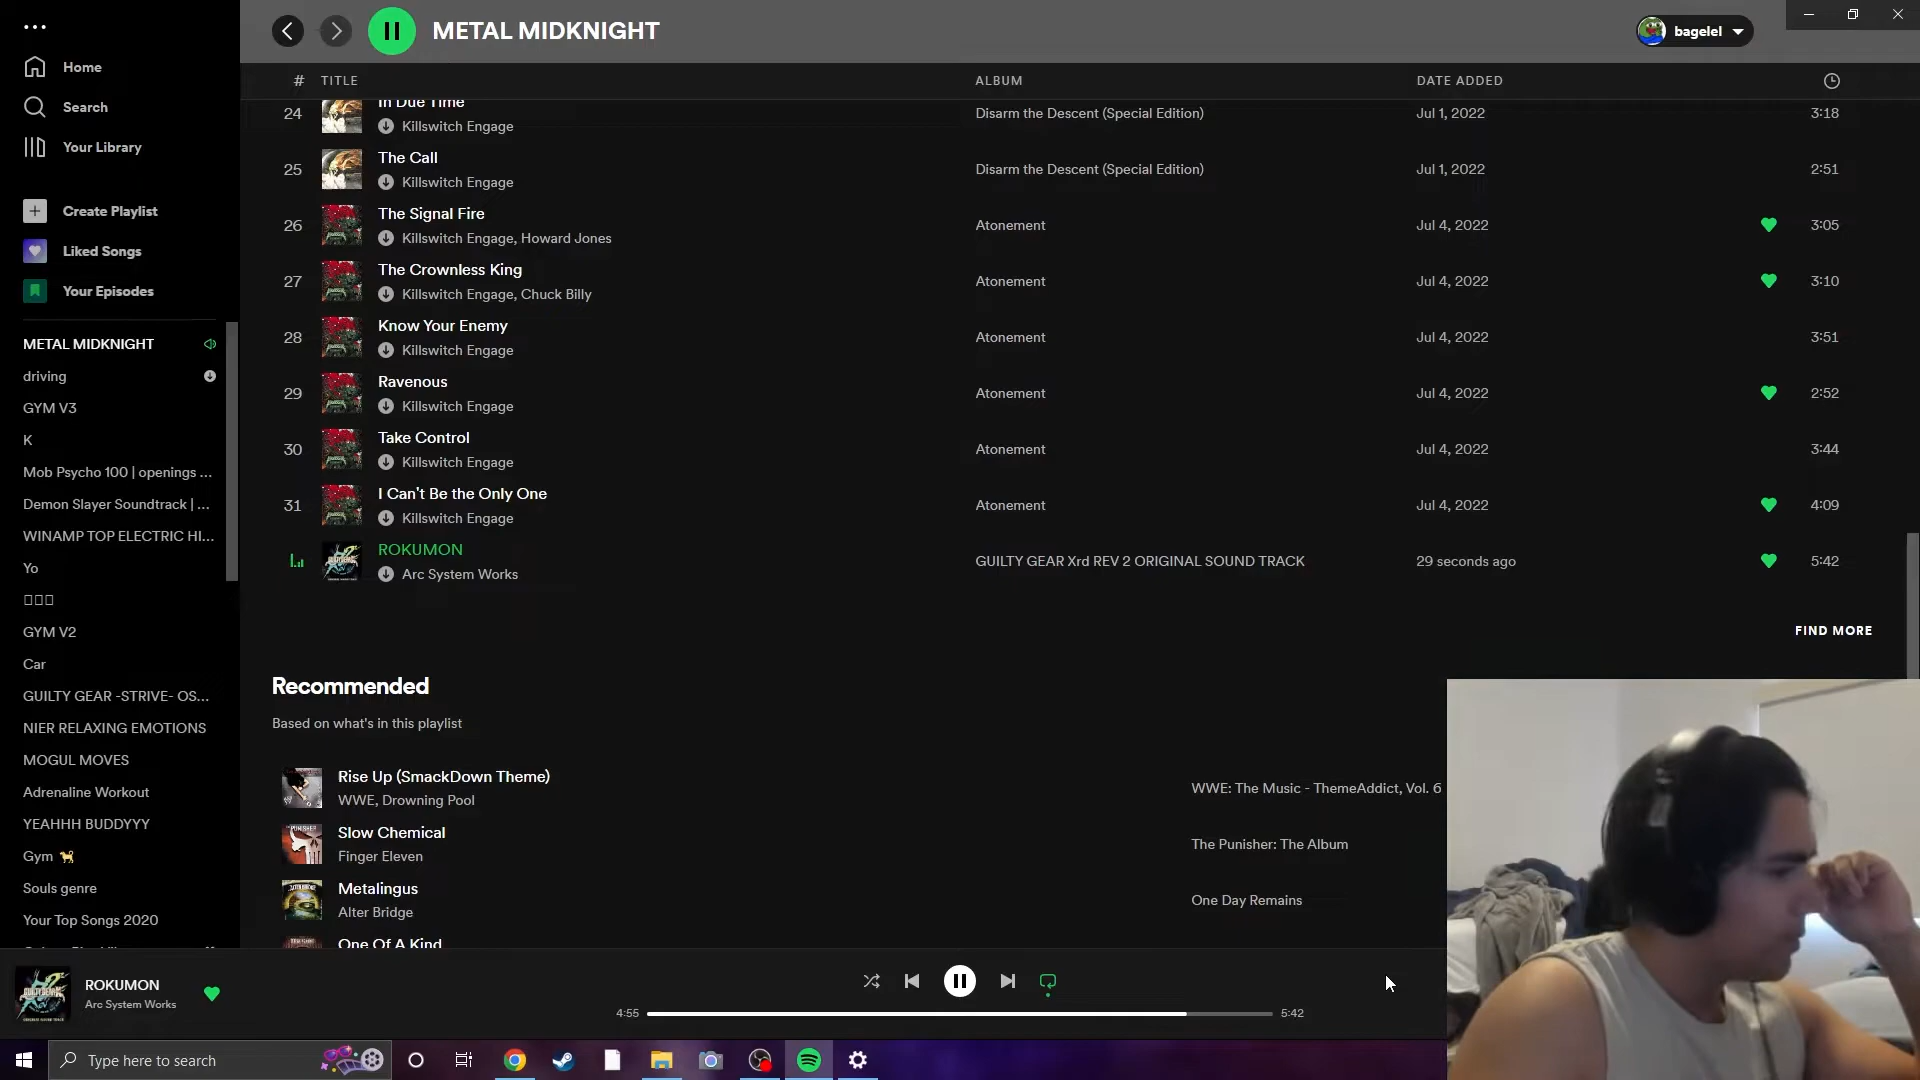 METAL MIDKNIGHT
bagelel
Home
Search
Your Library
Create Playlist
Liked Songs
Your Episodes
METAL MIDKNIGHT
driving
GYM V3
K
Mob Psycho 100 | openings ...
Demon Slayer Soundtrack | ...
WINAMP TOP ELECTRIC HI...
Yo
GYM V2
Car
GUILTY GEAR -STRIVE- OS...
NIER RELAXING EMOTIONS
MOGUL MOVES
Adrenaline Workout
YEAHHH BUDDYYY
Gym 🐕
Souls genre
Your Top Songs 2020
# TITLE ALBUM DATE ADDED
24 In Due Time Disarm the Descent (Special Edition) Jul 1, 2022 3:18
Killswitch Engage
25 The Call Disarm the Descent (Special Edition) Jul 1, 2022 2:51
Killswitch Engage
26 The Signal Fire Atonement Jul 4, 2022 3:05
Killswitch Engage, Howard Jones
27 The Crownless King Atonement Jul 4, 2022 3:10
Killswitch Engage, Chuck Billy
28 Know Your Enemy Atonement Jul 4, 2022 3:51
Killswitch Engage
29 Ravenous Atonement Jul 4, 2022 2:52
Killswitch Engage
30 Take Control Atonement Jul 4, 2022 3:44
Killswitch Engage
31 I Can't Be the Only One Atonement Jul 4, 2022 4:09
Killswitch Engage
ROKUMON GUILTY GEAR Xrd REV 2 ORIGINAL SOUND TRACK 29 seconds ago 5:42
Arc System Works
FIND MORE
Recommended
Based on what's in this playlist
Rise Up (SmackDown Theme) WWE: The Music - ThemeAddict, Vol. 6
WWE, Drowning Pool
Slow Chemical The Punisher: The Album
Finger Eleven
Metalingus One Day Remains
Alter Bridge
One Of A Kind
ROKUMON
Arc System Works
4:55 5:42
Type here to search